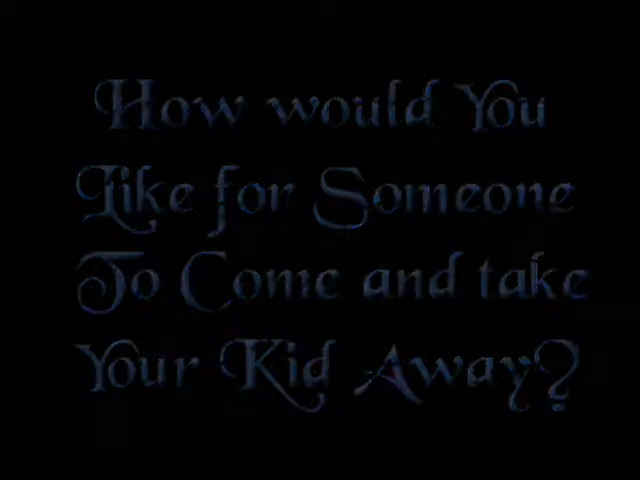 How would You
Like for Someone
To Come and take
Your Kid Away?